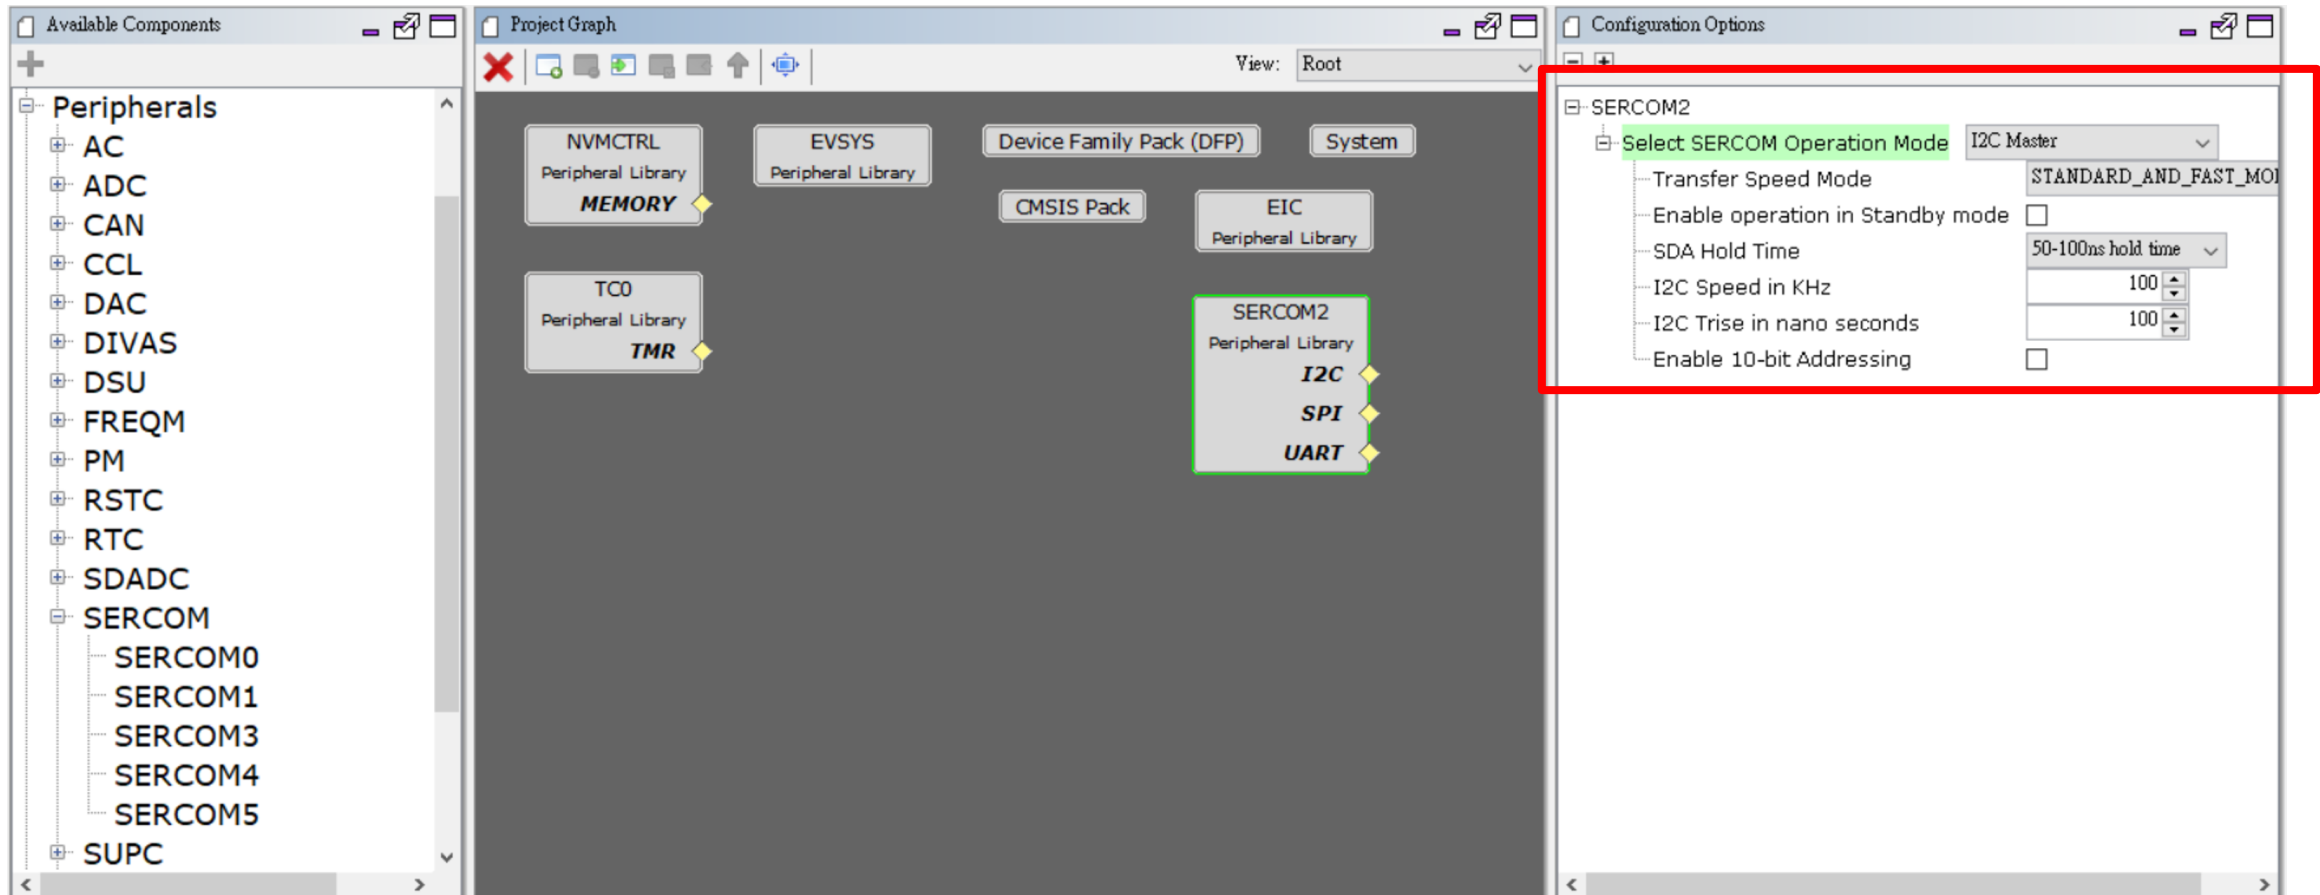 Available Components
Peripherals
AC
ADC
CAN
CCL
DAC
DIVAS
DSU
FREQM
PM
RSTC
RTC
SDADC
SERCOM
SERCOM0
SERCOM1
SERCOM3
SERCOM4
SERCOM5
SUPC
Project Graph
View: Root
NVMCTRL
Peripheral Library
MEMORY
EVSYS
Peripheral Library
Device Family Pack (DFP)
System
CMSIS Pack
EIC
Peripheral Library
TC0
Peripheral Library
TMR
SERCOM2
Peripheral Library
I2C
SPI
UART
Configuration Options
SERCOM2
Select SERCOM Operation Mode I2C Master
Transfer Speed Mode STANDARD_AND_FAST_MO
Enable operation in Standby mode
SDA Hold Time 50-100ns hold time
I2C Speed in KHz 100
I2C Trise in nano seconds 100
Enable 10-bit Addressing